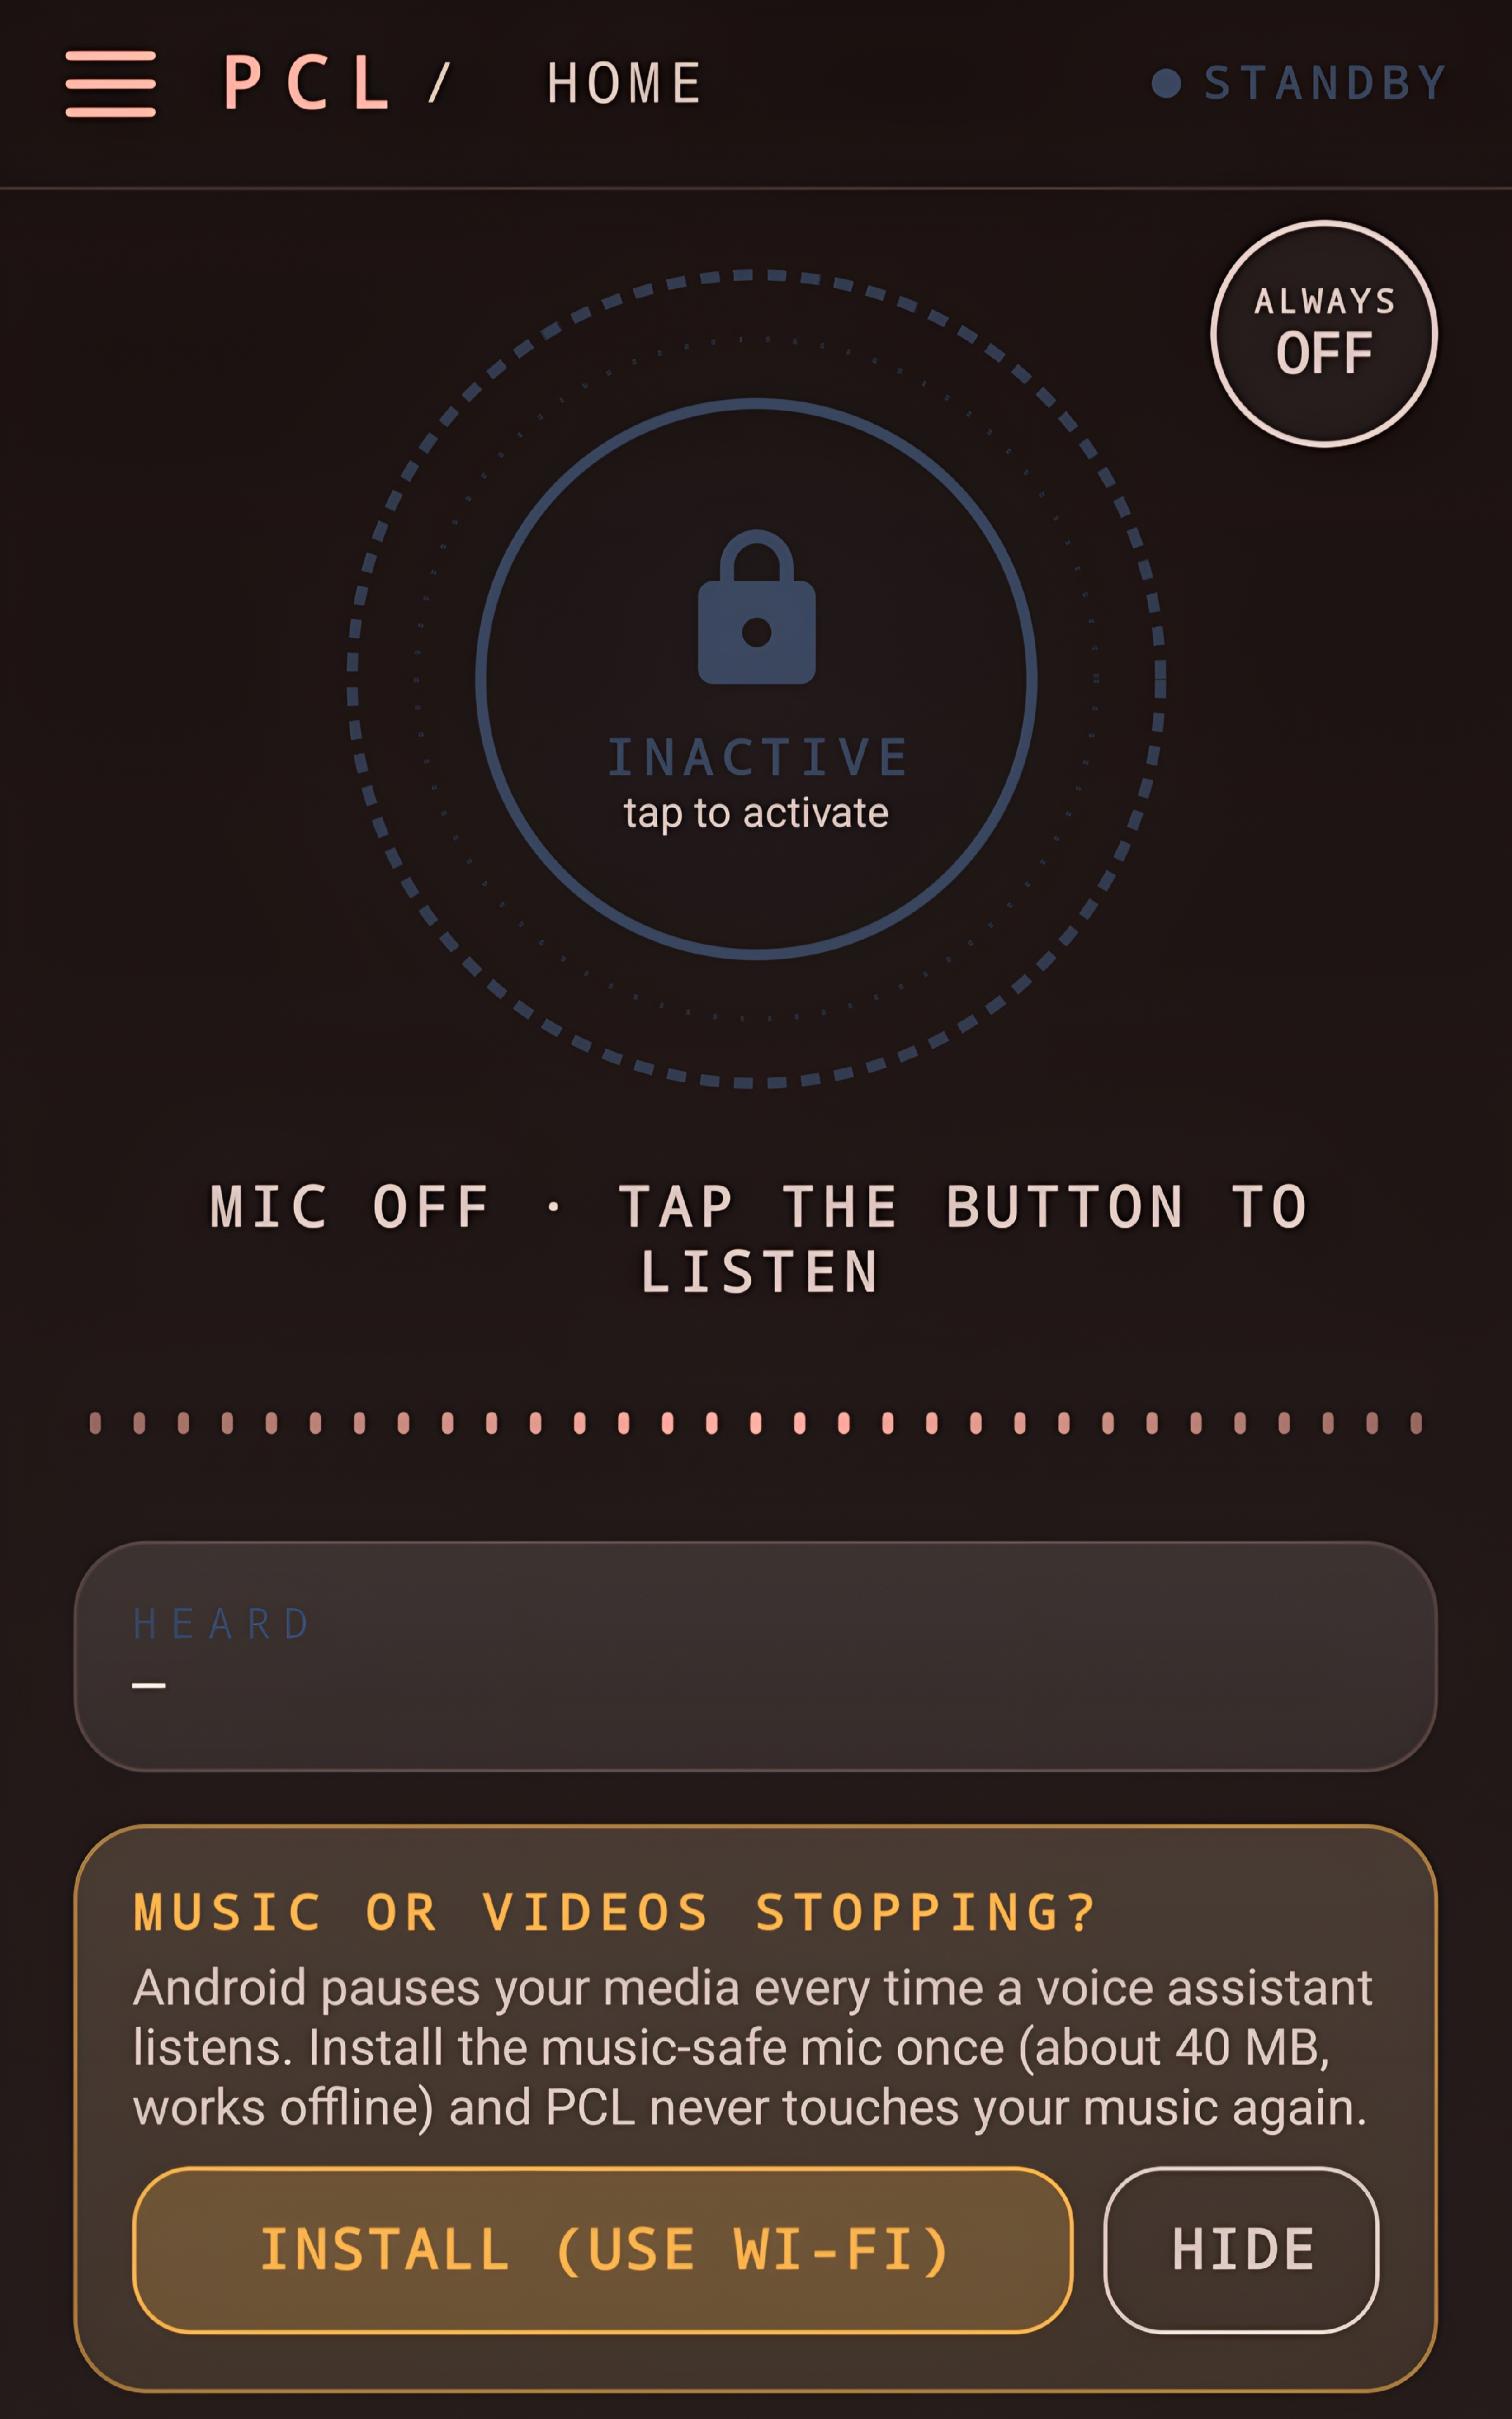 PCL / HOME
STANDBY
ALWAYS
OFF
INACTIVE
tap to activate
MIC OFF · TAP THE BUTTON TO
LISTEN
HEARD
—
MUSIC OR VIDEOS STOPPING?
Android pauses your media every time a voice assistant
listens. Install the music-safe mic once (about 40 MB,
works offline) and PCL never touches your music again.
INSTALL (USE WI-FI)
HIDE